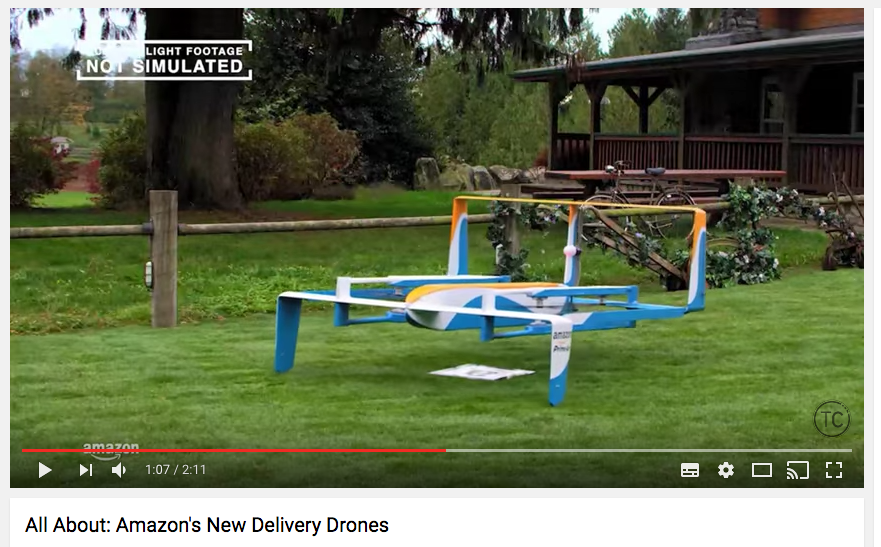 LIGHT FOOTAGE
NOT SIMULATED
amazon
Prime
TC
amazon
1:07 / 2:11
All About: Amazon's New Delivery Drones